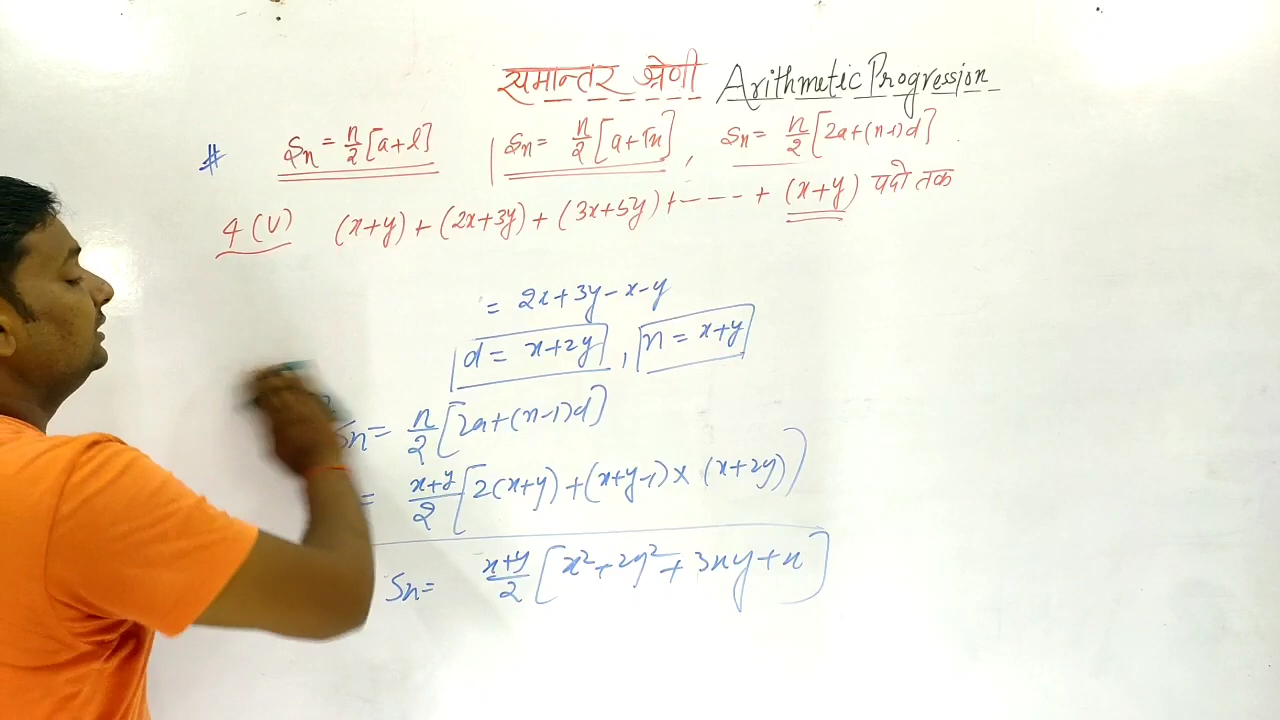 समान्तर श्रेणी Arithmetic Progression
# Sn = n/2 [a+l] | Sn = n/2 [a+Tn] , Sn = n/2 [2a+(n-1)d]
4 (V) (x+y) + (2x+3y) + (3x+5y) + ---- + (x+y) पदो तक
= 2x+3y-x-y
d = x+2y , n = x+y
Sn = n/2 [2a+(n-1)d]
= x+y/2 [2(x+y) + (x+y-1) × (x+2y)]
Sn = x+y/2 [x²+2y²+3xy+x]